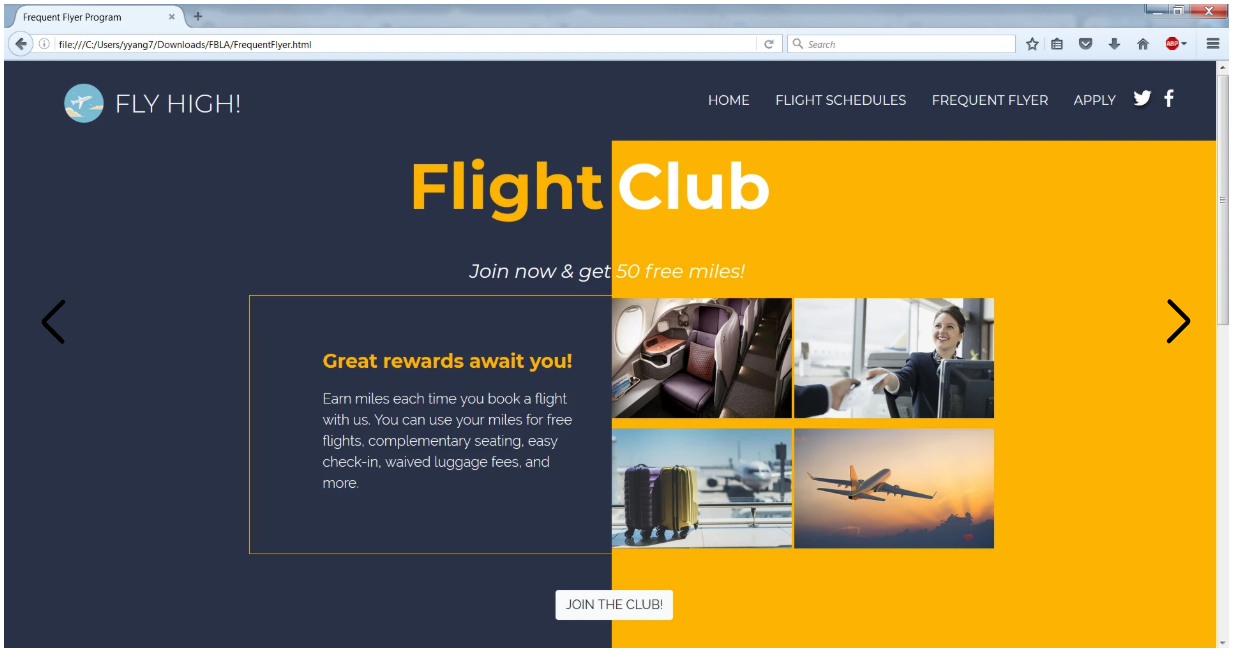 Frequent Flyer Program
file:///C:/Users/yyang7/Downloads/FBLA/FrequentFlyer.html
Search
ABP
FLY HIGH!
HOME FLIGHT SCHEDULES FREQUENT FLYER APPLY
Flight Club
Join now & get 50 free miles!
Great rewards await you!
Earn miles each time you book a flight
with us. You can use your miles for free
flights, complementary seating, easy
check-in, waived luggage fees, and
more.
JOIN THE CLUB!